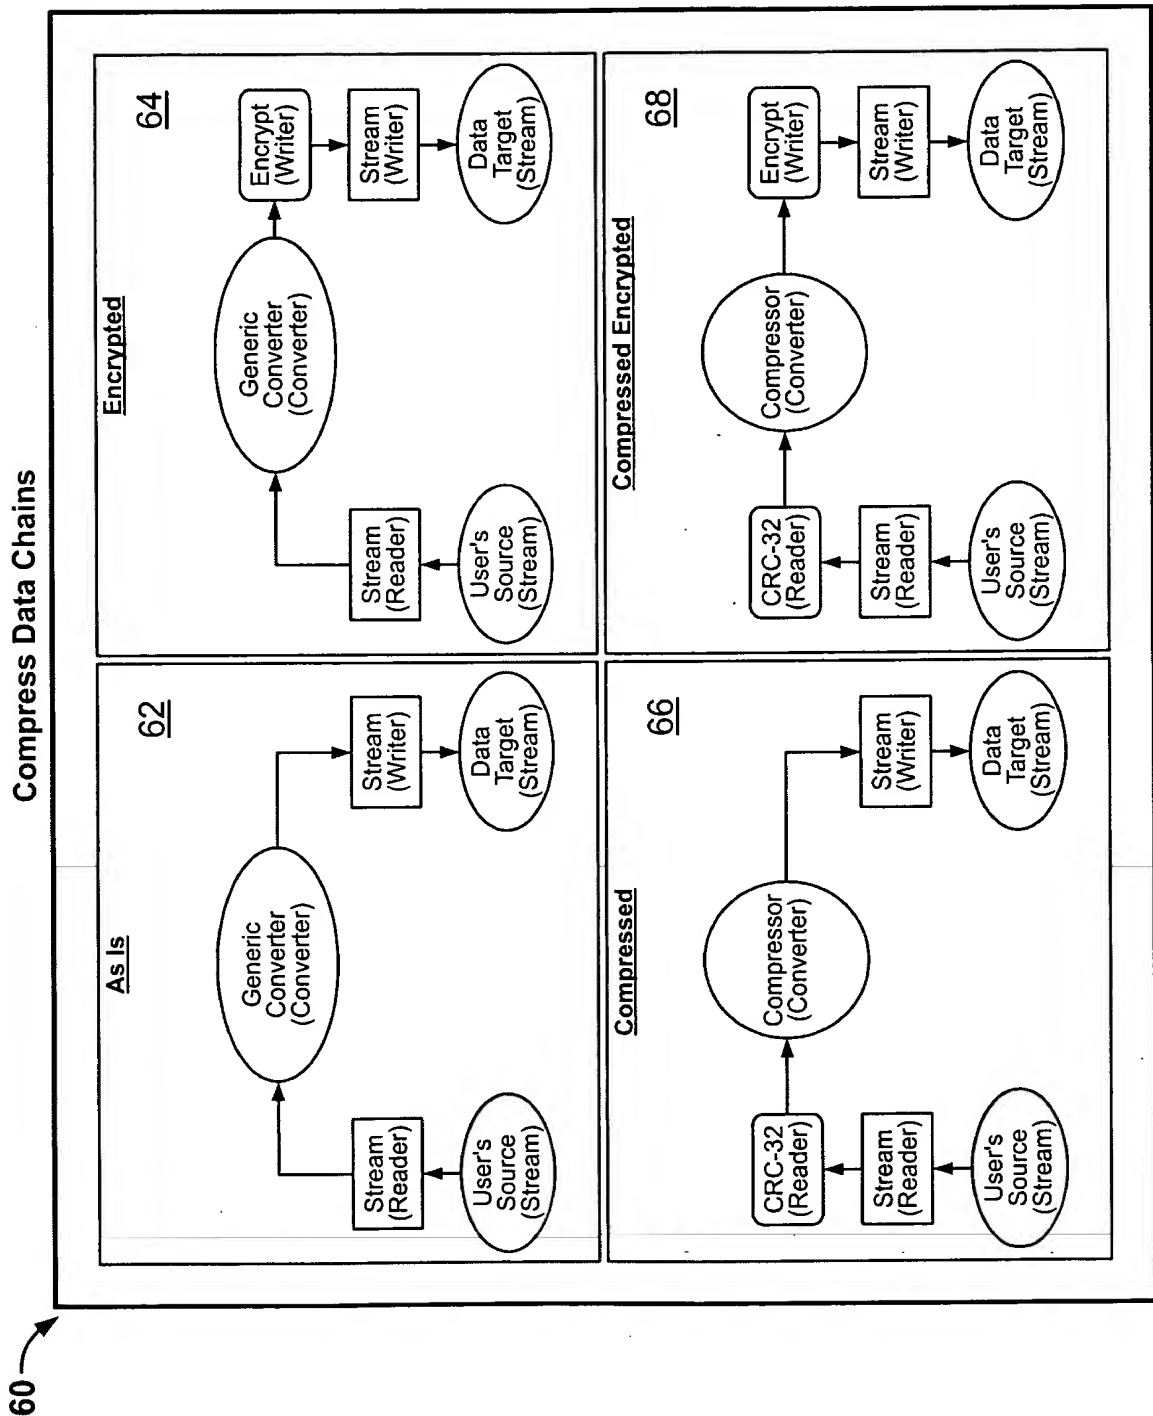 Compress Data Chains
60
As Is
62
Generic
Converter
(Converter)
Stream
(Reader)
User's
Source
(Stream)
Stream
(Writer)
Data
Target
(Stream)
Encrypted
64
Generic
Converter
(Converter)
Stream
(Reader)
User's
Source
(Stream)
Encrypt
(Writer)
Stream
(Writer)
Data
Target
(Stream)
Compressed
66
Compressor
(Converter)
CRC-32
(Reader)
Stream
(Reader)
User's
Source
(Stream)
Stream
(Writer)
Data
Target
(Stream)
Compressed Encrypted
68
Compressor
(Converter)
CRC-32
(Reader)
Stream
(Reader)
User's
Source
(Stream)
Encrypt
(Writer)
Stream
(Writer)
Data
Target
(Stream)